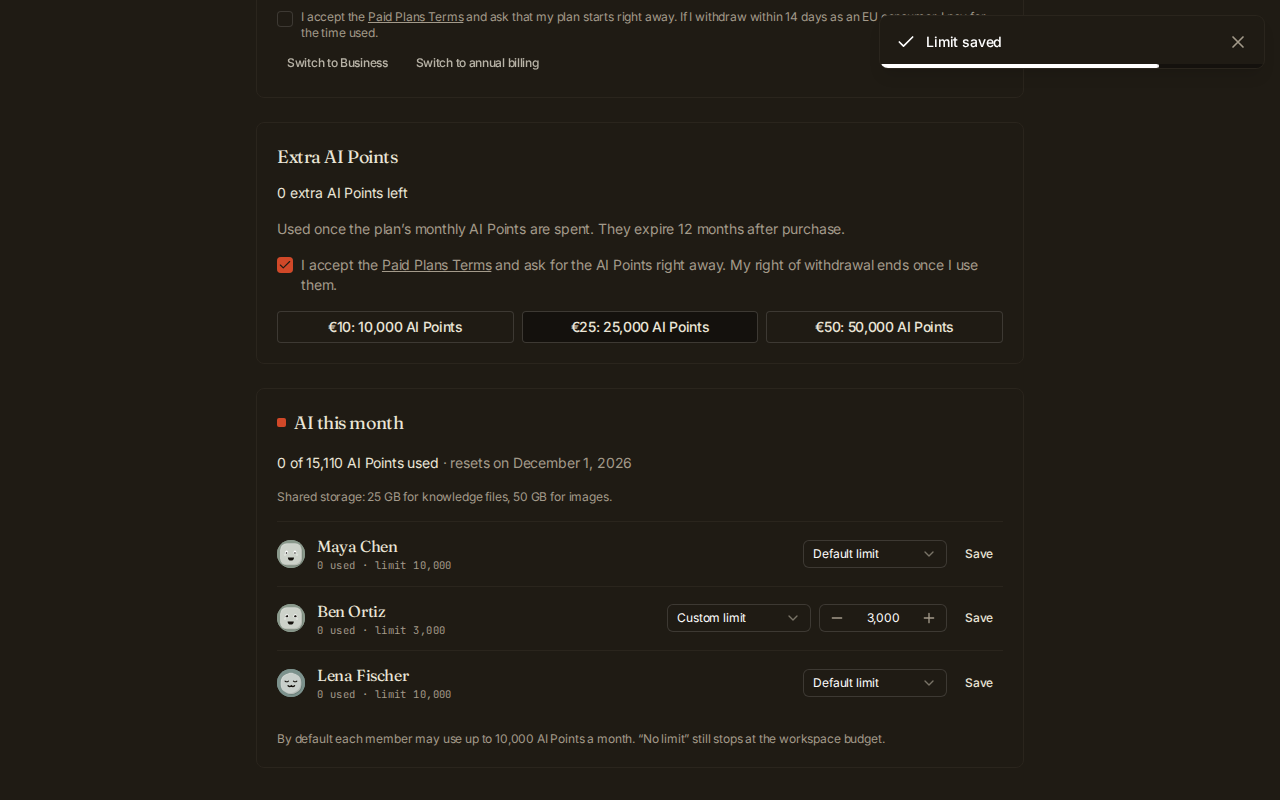 I accept the Paid Plans Terms and ask that my plan starts right away. If I withdraw within 14 days as an EU
the time used.
Limit saved
Switch to Business
Switch to annual billing
Extra AI Points
0 extra AI Points left
Used once the plan’s monthly AI Points are spent. They expire 12 months after purchase.
I accept the Paid Plans Terms and ask for the AI Points right away. My right of withdrawal ends once I use
them.
€10: 10,000 AI Points
€25: 25,000 AI Points
€50: 50,000 AI Points
AI this month
0 of 15,110 AI Points used · resets on December 1, 2026
Shared storage: 25 GB for knowledge files, 50 GB for images.
Maya Chen
0 used · limit 10,000
Default limit
Save
Ben Ortiz
0 used · limit 3,000
Custom limit
3,000
Save
Lena Fischer
0 used · limit 10,000
Default limit
Save
By default each member may use up to 10,000 AI Points a month. “No limit” still stops at the workspace budget.